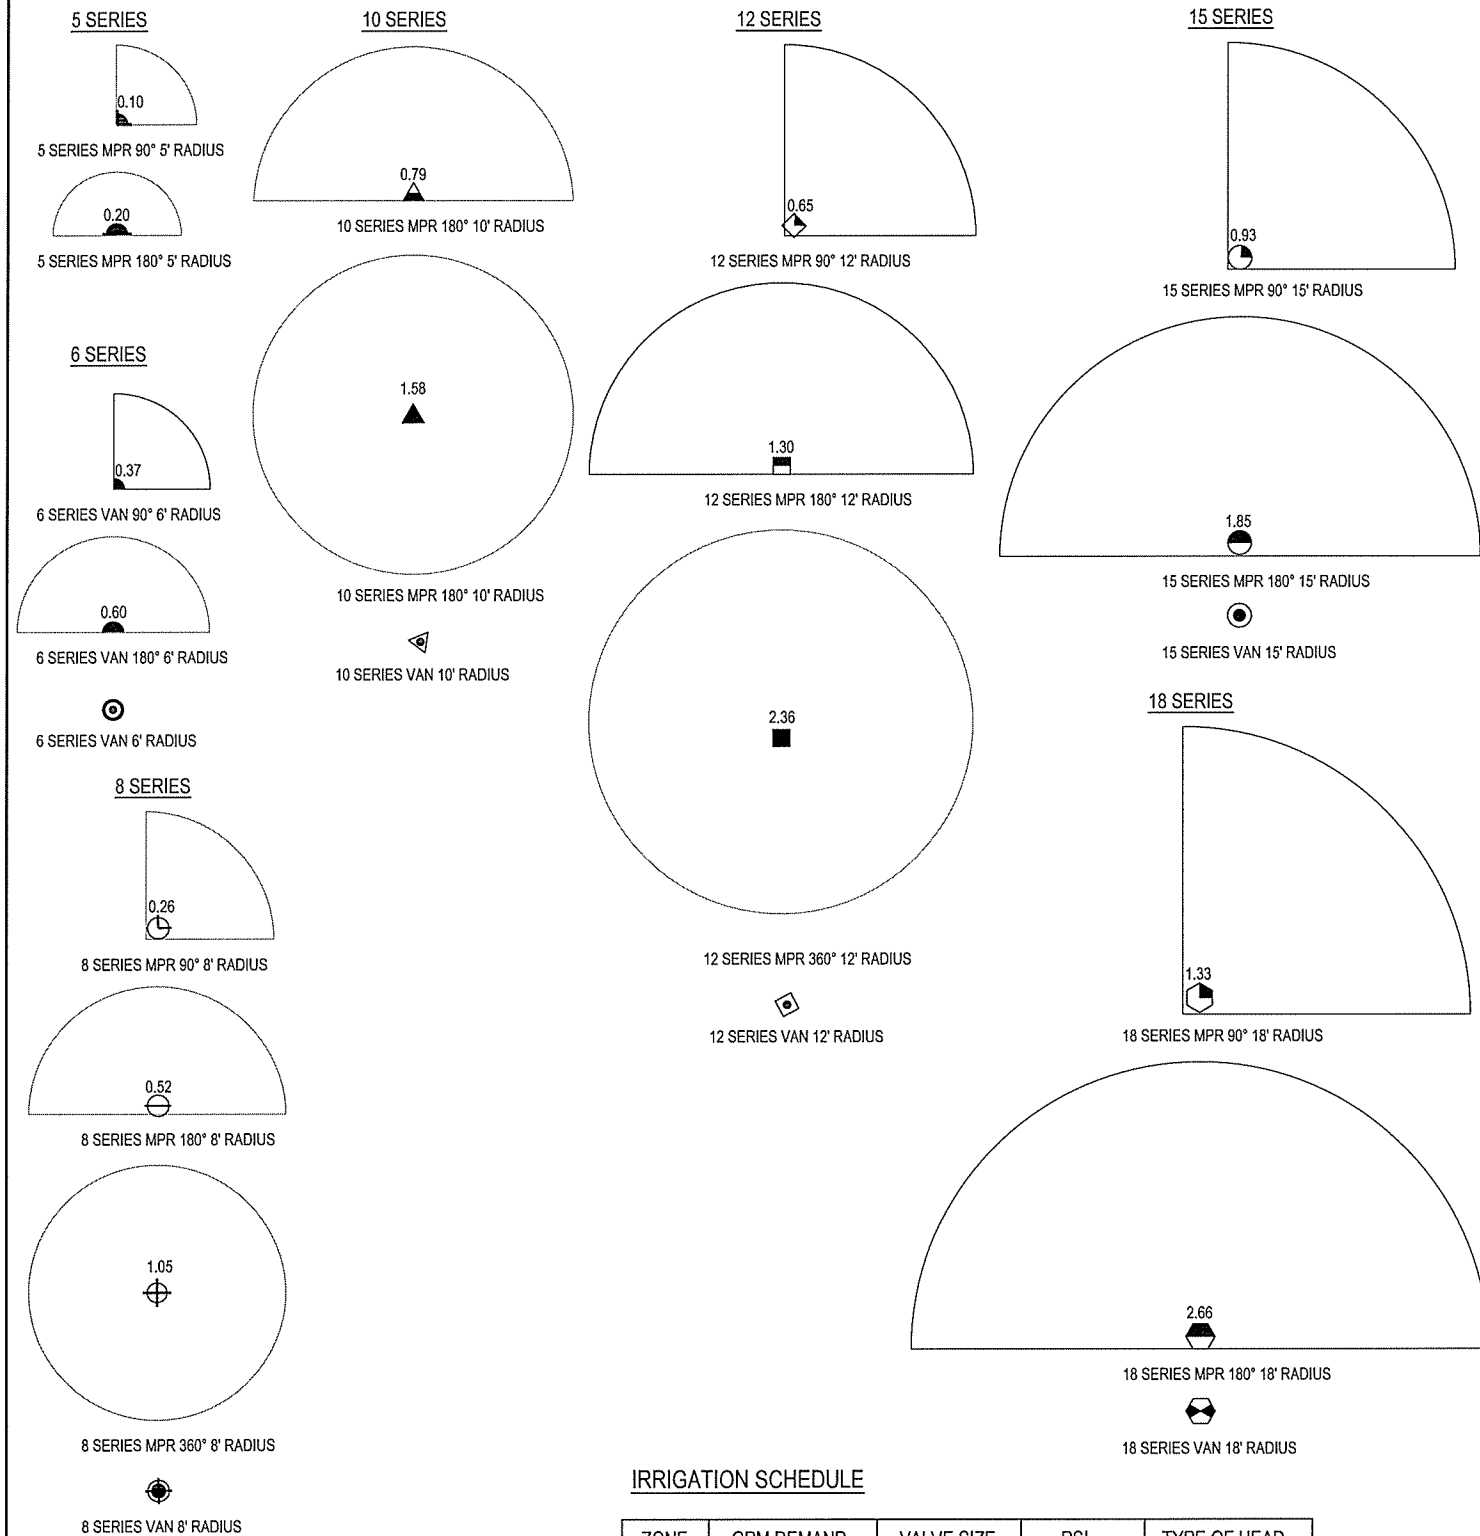 5 SERIES
0.10
5 SERIES MPR 90° 5' RADIUS
0.20
5 SERIES MPR 180° 5' RADIUS
6 SERIES
0.37
6 SERIES VAN 90° 6' RADIUS
0.60
6 SERIES VAN 180° 6' RADIUS
6 SERIES VAN 6' RADIUS
8 SERIES
0.26
8 SERIES MPR 90° 8' RADIUS
0.52
8 SERIES MPR 180° 8' RADIUS
1.05
8 SERIES MPR 360° 8' RADIUS
8 SERIES VAN 8' RADIUS
10 SERIES
0.79
10 SERIES MPR 180° 10' RADIUS
1.58
10 SERIES MPR 180° 10' RADIUS
10 SERIES VAN 10' RADIUS
12 SERIES
0.65
12 SERIES MPR 90° 12' RADIUS
1.30
12 SERIES MPR 180° 12' RADIUS
2.36
12 SERIES MPR 360° 12' RADIUS
12 SERIES VAN 12' RADIUS
15 SERIES
0.93
15 SERIES MPR 90° 15' RADIUS
1.85
15 SERIES MPR 180° 15' RADIUS
15 SERIES VAN 15' RADIUS
18 SERIES
1.33
18 SERIES MPR 90° 18' RADIUS
2.66
18 SERIES MPR 180° 18' RADIUS
18 SERIES VAN 18' RADIUS
IRRIGATION SCHEDULE
ZONE GPM DEMAND VALVE SIZE PSI TYPE OF HEAD